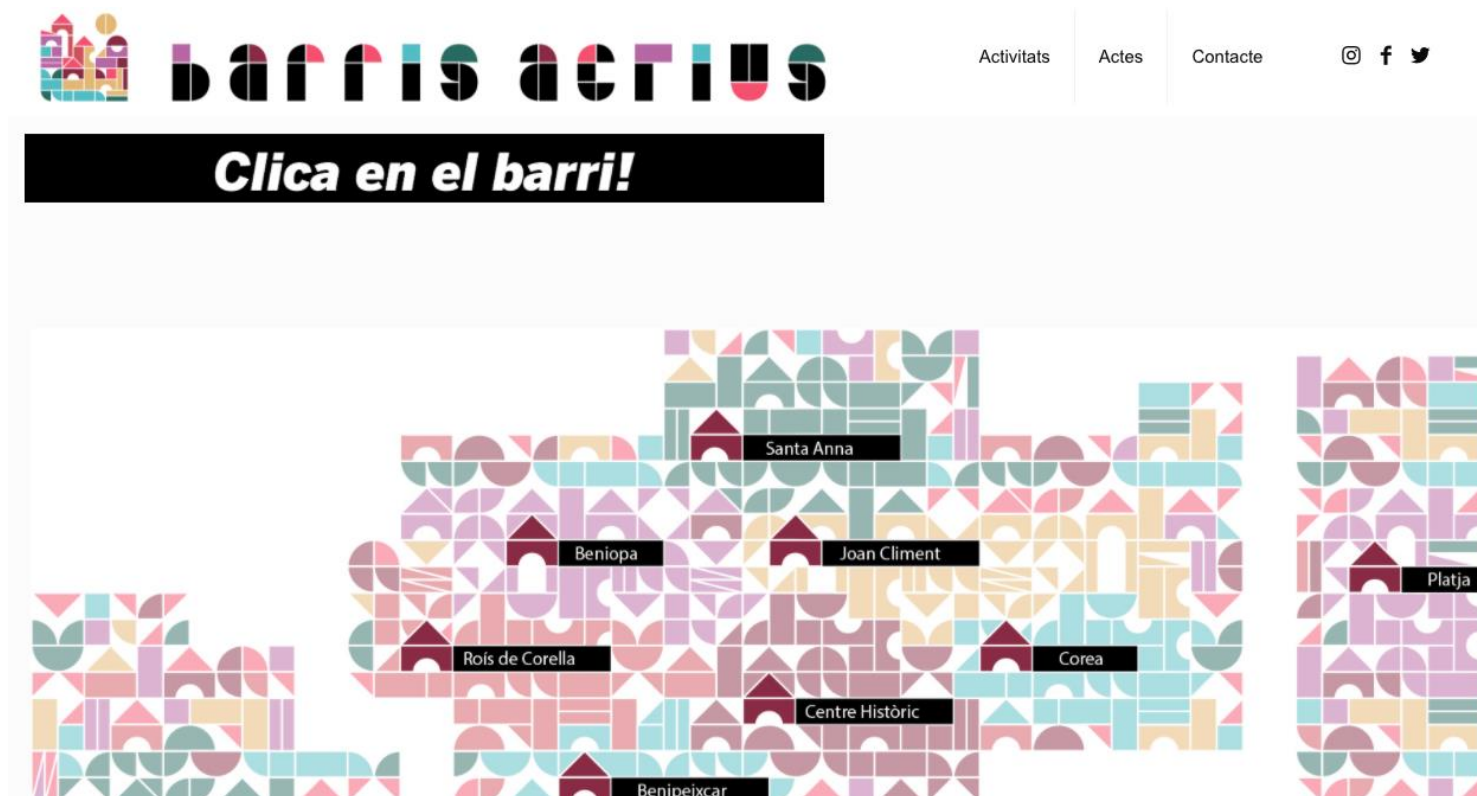 barris actius
Activitats
Actes
Contacte
Clica en el barri!
Santa Anna
Beniopa
Joan Climent
Platja
Roís de Corella
Corea
Centre Històric
Benipeixcar